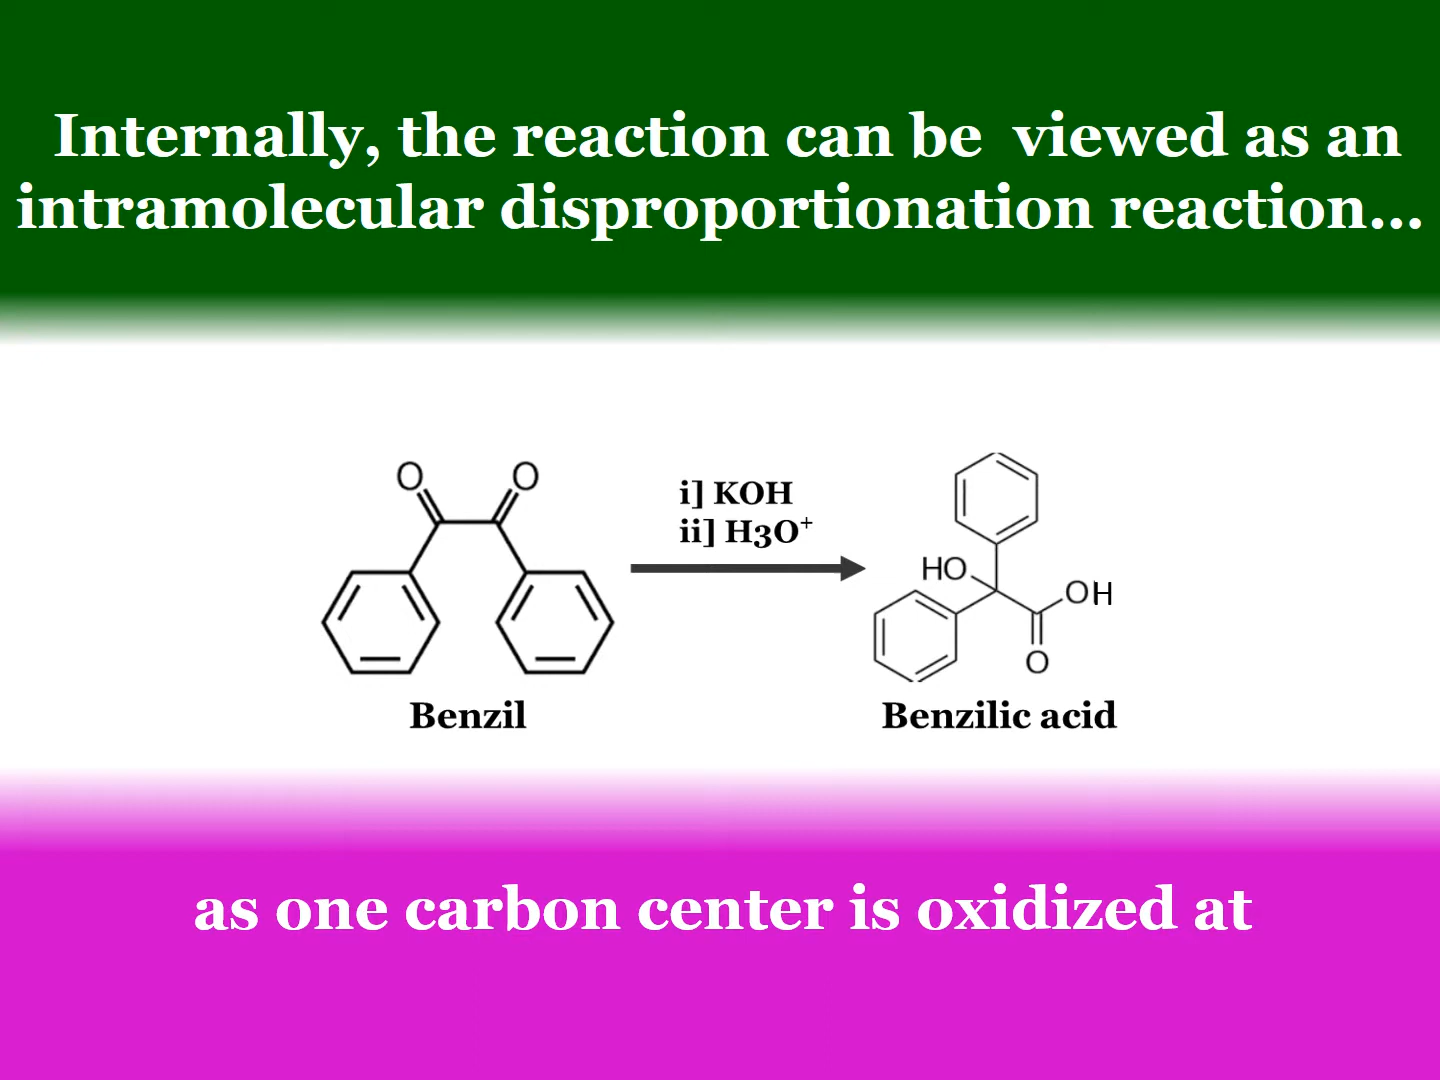 Internally, the reaction can be viewed as an
intramolecular disproportionation reaction...
O O
i] KOH
ii] H3O⁺
HO
OH
O
Benzil
Benzilic acid
as one carbon center is oxidized at